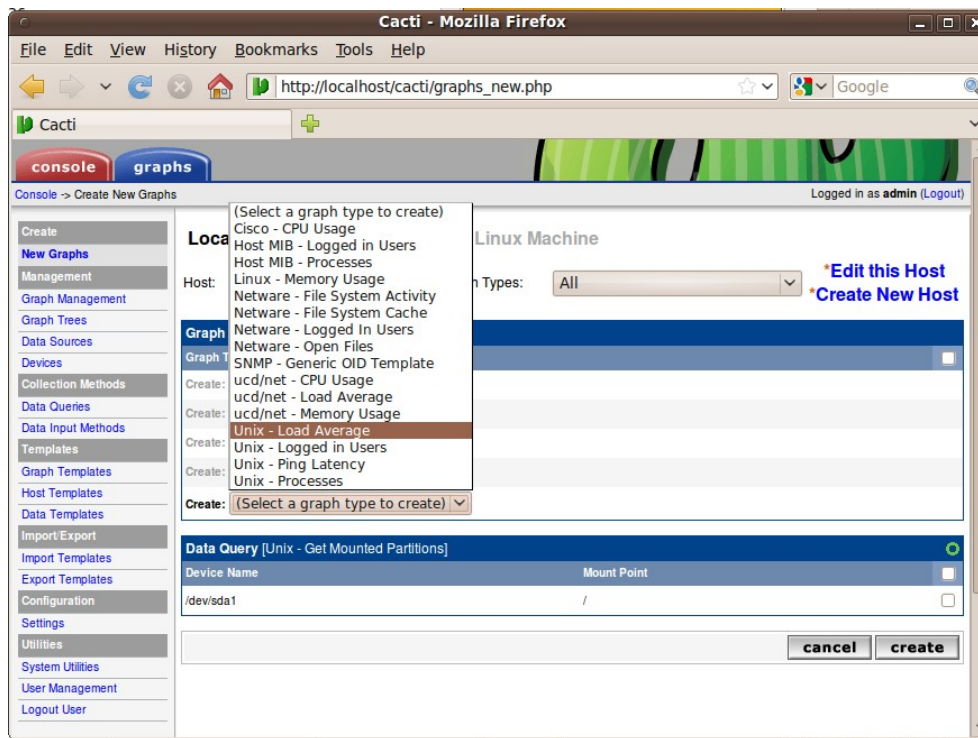 Cacti - Mozilla Firefox
File Edit View History Bookmarks Tools Help
http://localhost/cacti/graphs_new.php
Google
Cacti
console graphs
Console -> Create New Graphs
Logged in as admin (Logout)
Create
New Graphs
Management
Graph Management
Graph Trees
Data Sources
Devices
Collection Methods
Data Queries
Data Input Methods
Templates
Graph Templates
Host Templates
Data Templates
Import/Export
Import Templates
Export Templates
Configuration
Settings
Utilities
System Utilities
User Management
Logout User
Linux Machine
Host:
Types:
All
*Edit this Host
*Create New Host
(Select a graph type to create)
Cisco - CPU Usage
Host MIB - Logged in Users
Host MIB - Processes
Linux - Memory Usage
Netware - File System Activity
Netware - File System Cache
Netware - Logged In Users
Netware - Open Files
SNMP - Generic OID Template
ucd/net - CPU Usage
ucd/net - Load Average
ucd/net - Memory Usage
Unix - Load Average
Unix - Logged in Users
Unix - Ping Latency
Unix - Processes
Graph
Graph T
Create:
Create:
Create:
Create:
Create: (Select a graph type to create)
Data Query [Unix - Get Mounted Partitions]
Device Name Mount Point
/dev/sda1 /
cancel create